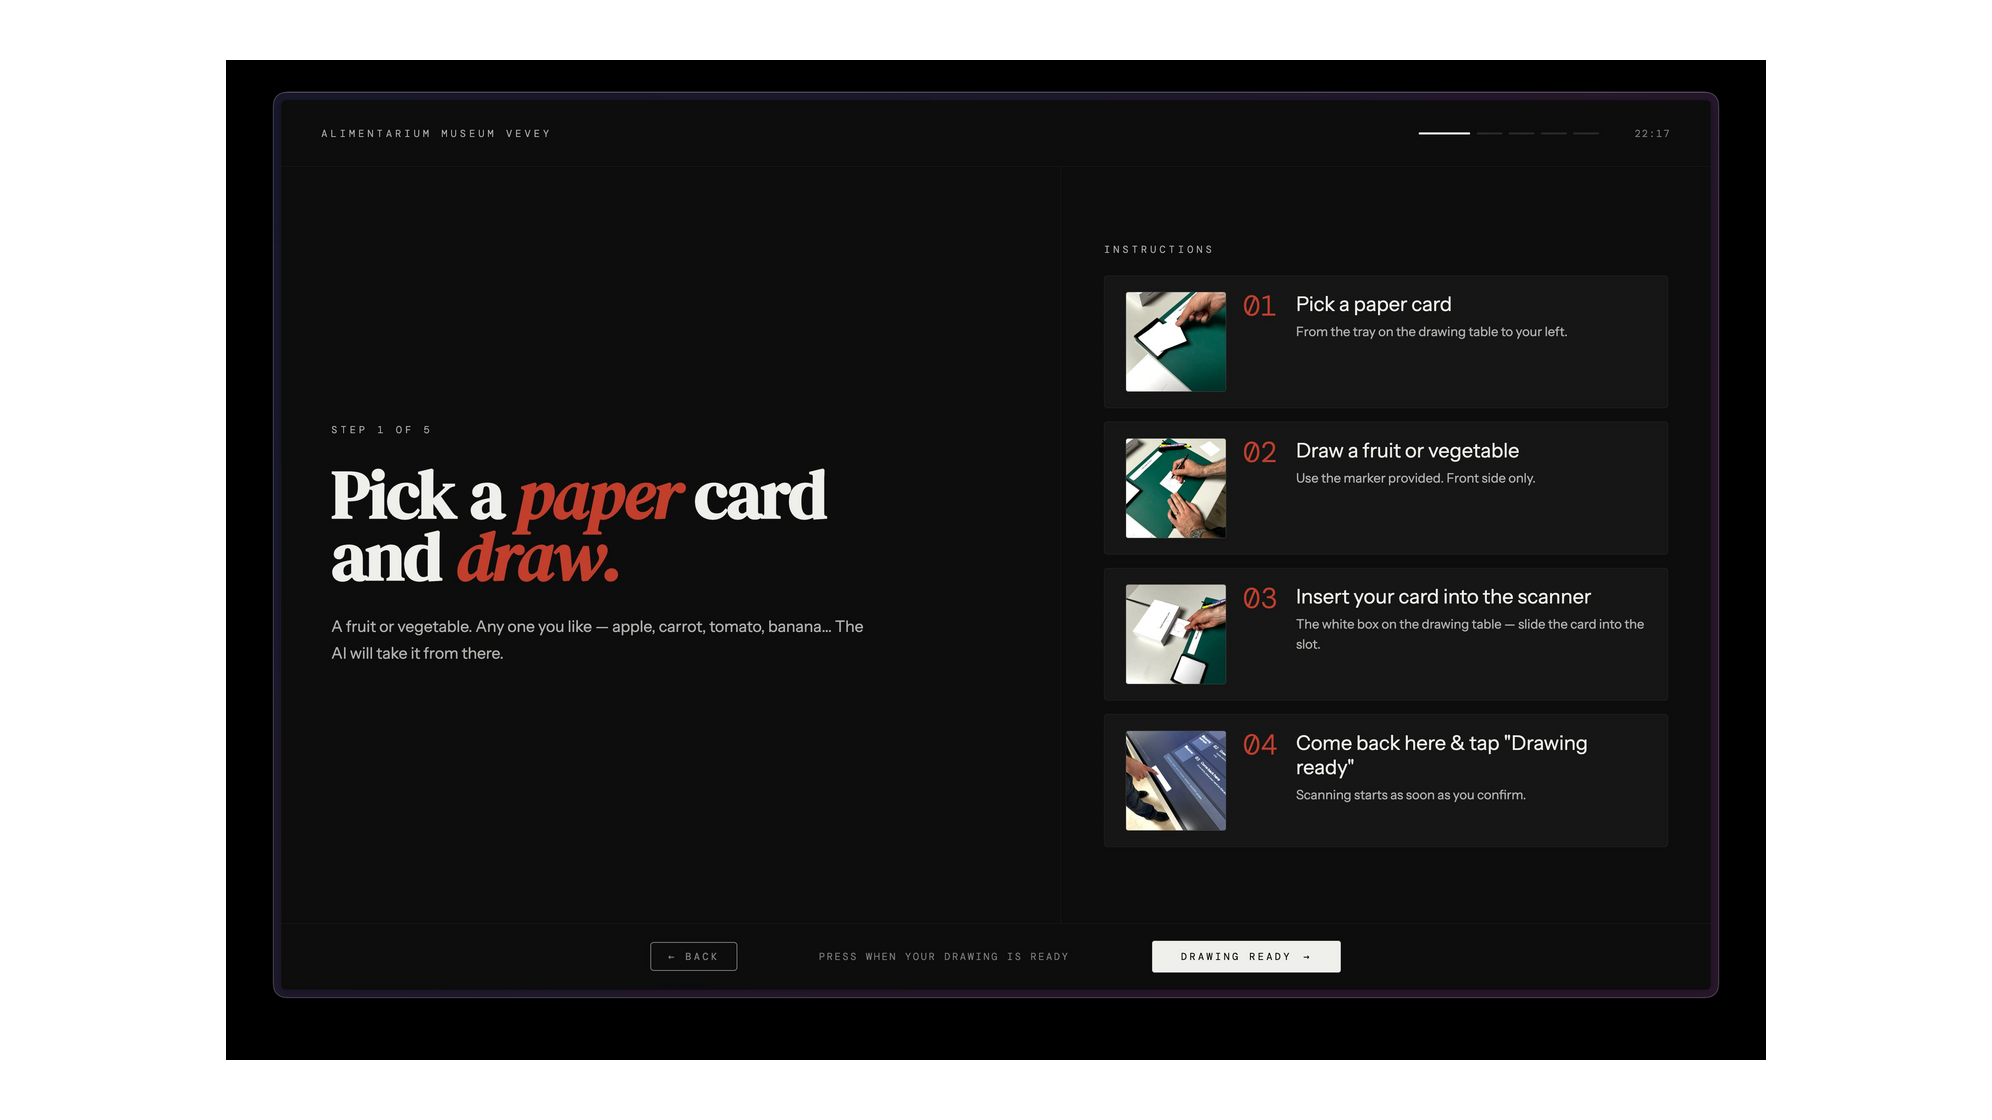 ALIMENTARIUM MUSEUM VEVEY
22:17
STEP 1 OF 5
Pick a paper card
and draw.
A fruit or vegetable. Any one you like — apple, carrot, tomato, banana... The
AI will take it from there.
INSTRUCTIONS
01 Pick a paper card
From the tray on the drawing table to your left.
02 Draw a fruit or vegetable
Use the marker provided. Front side only.
03 Insert your card into the scanner
The white box on the drawing table — slide the card into the
slot.
04 Come back here & tap "Drawing
ready"
Scanning starts as soon as you confirm.
← BACK
PRESS WHEN YOUR DRAWING IS READY
DRAWING READY →